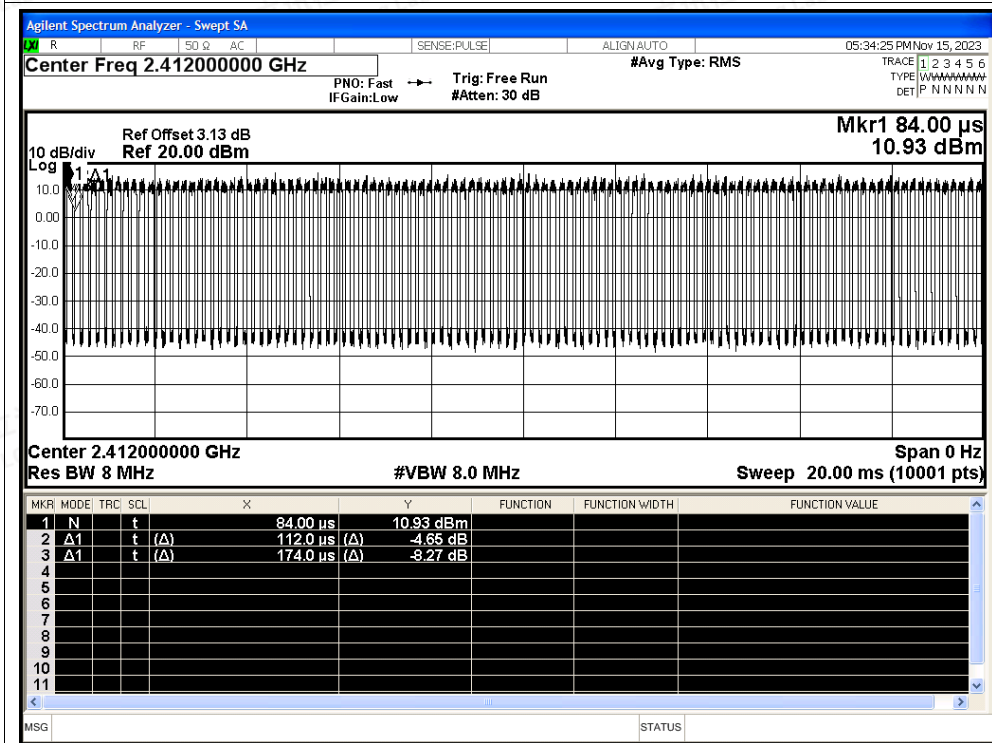 Agilent Spectrum Analyzer - Swept SA
LXI R RF 50 Ω AC SENSE:PULSE ALIGN AUTO 05:34:25 PM Nov 15, 2023
Center Freq 2.412000000 GHz #Avg Type: RMS TRACE 1 2 3 4 5 6
PNO: Fast Trig: Free Run TYPE W
IFGain:Low #Atten: 30 dB DET P N N N N N
Mkr1 84.00 µs
Ref Offset 3.13 dB
10 dB/div Ref 20.00 dBm 10.93 dBm
Log
1 Δ1
10.0
0.00
-10.0
-20.0
-30.0
-40.0
-50.0
-60.0
-70.0
Center 2.412000000 GHz Span 0 Hz
Res BW 8 MHz #VBW 8.0 MHz Sweep 20.00 ms (10001 pts)
MKR MODE TRC SCL X Y FUNCTION FUNCTION WIDTH FUNCTION VALUE
1 N t 84.00 µs 10.93 dBm
2 Δ1 t (Δ) 112.0 µs (Δ) -4.65 dB
3 Δ1 t (Δ) 174.0 µs (Δ) -8.27 dB
4
5
6
7
8
9
10
11
MSG STATUS